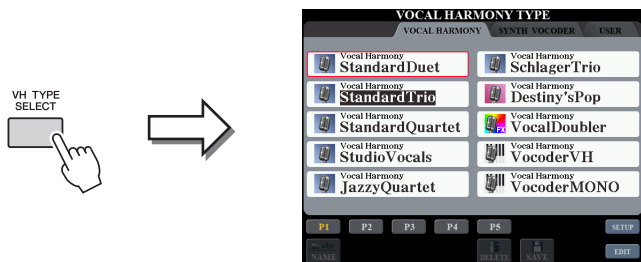 VH TYPE
SELECT
VOCAL HARMONY TYPE
VOCAL HARMONY SYNTH VOCODER USER
Vocal Harmony
StandardDuet
Vocal Harmony
SchlagerTrio
Vocal Harmony
StandardTrio
Vocal Harmony
Destiny'sPop
Vocal Harmony
StandardQuartet
Vocal Harmony
VocalDoubler
FX
Vocal Harmony
StudioVocals
Vocal Harmony
VocoderVH
Vocal Harmony
JazzyQuartet
Vocal Harmony
VocoderMONO
P1 P2 P3 P4 P5 SETUP
NAME DELETE SAVE EDIT